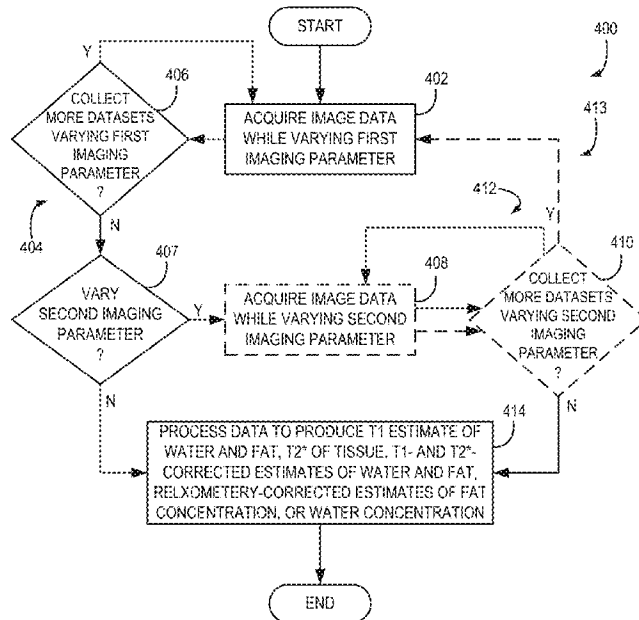 START
400
Y
406
402
413
COLLECT
MORE DATASETS
VARYING FIRST
IMAGING
PARAMETER
?
ACQUIRE IMAGE DATA
WHILE VARYING FIRST
IMAGING PARAMETER
412
Y
404
N
407
408
410
VARY
SECOND IMAGING
PARAMETER
?
Y
ACQUIRE IMAGE DATA
WHILE VARYING SECOND
IMAGING PARAMETER
COLLECT
MORE DATASETS
VARYING SECOND
IMAGING
PARAMETER
?
N
N
414
PROCESS DATA TO PRODUCE T1 ESTIMATE OF
WATER AND FAT, T2* OF TISSUE, T1- AND T2*-
CORRECTED ESTIMATES OF WATER AND FAT,
RELXOMETERY-CORRECTED ESTIMATES OF FAT
CONCENTRATION, OR WATER CONCENTRATION
END